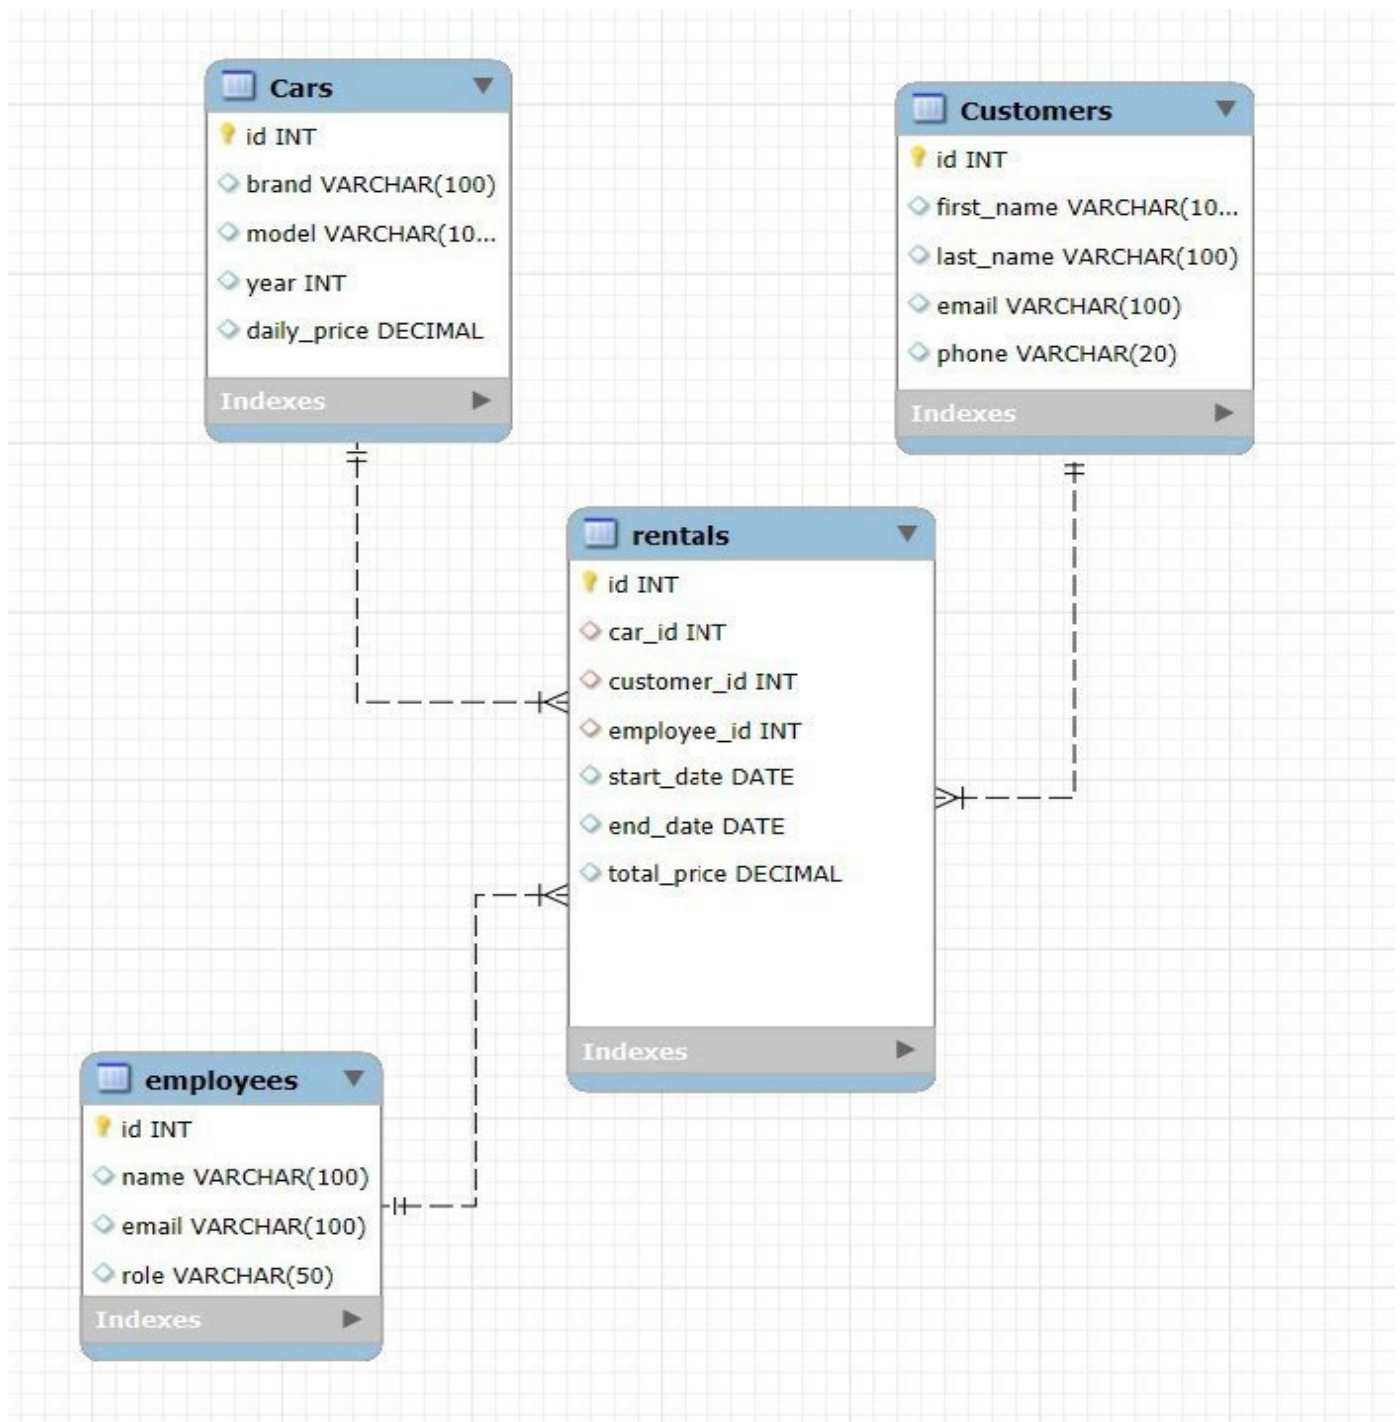 Cars
id INT
brand VARCHAR(100)
model VARCHAR(10...
year INT
daily_price DECIMAL
Indexes
Customers
id INT
first_name VARCHAR(10...
last_name VARCHAR(100)
email VARCHAR(100)
phone VARCHAR(20)
Indexes
rentals
id INT
car_id INT
customer_id INT
employee_id INT
start_date DATE
end_date DATE
total_price DECIMAL
Indexes
employees
id INT
name VARCHAR(100)
email VARCHAR(100)
role VARCHAR(50)
Indexes